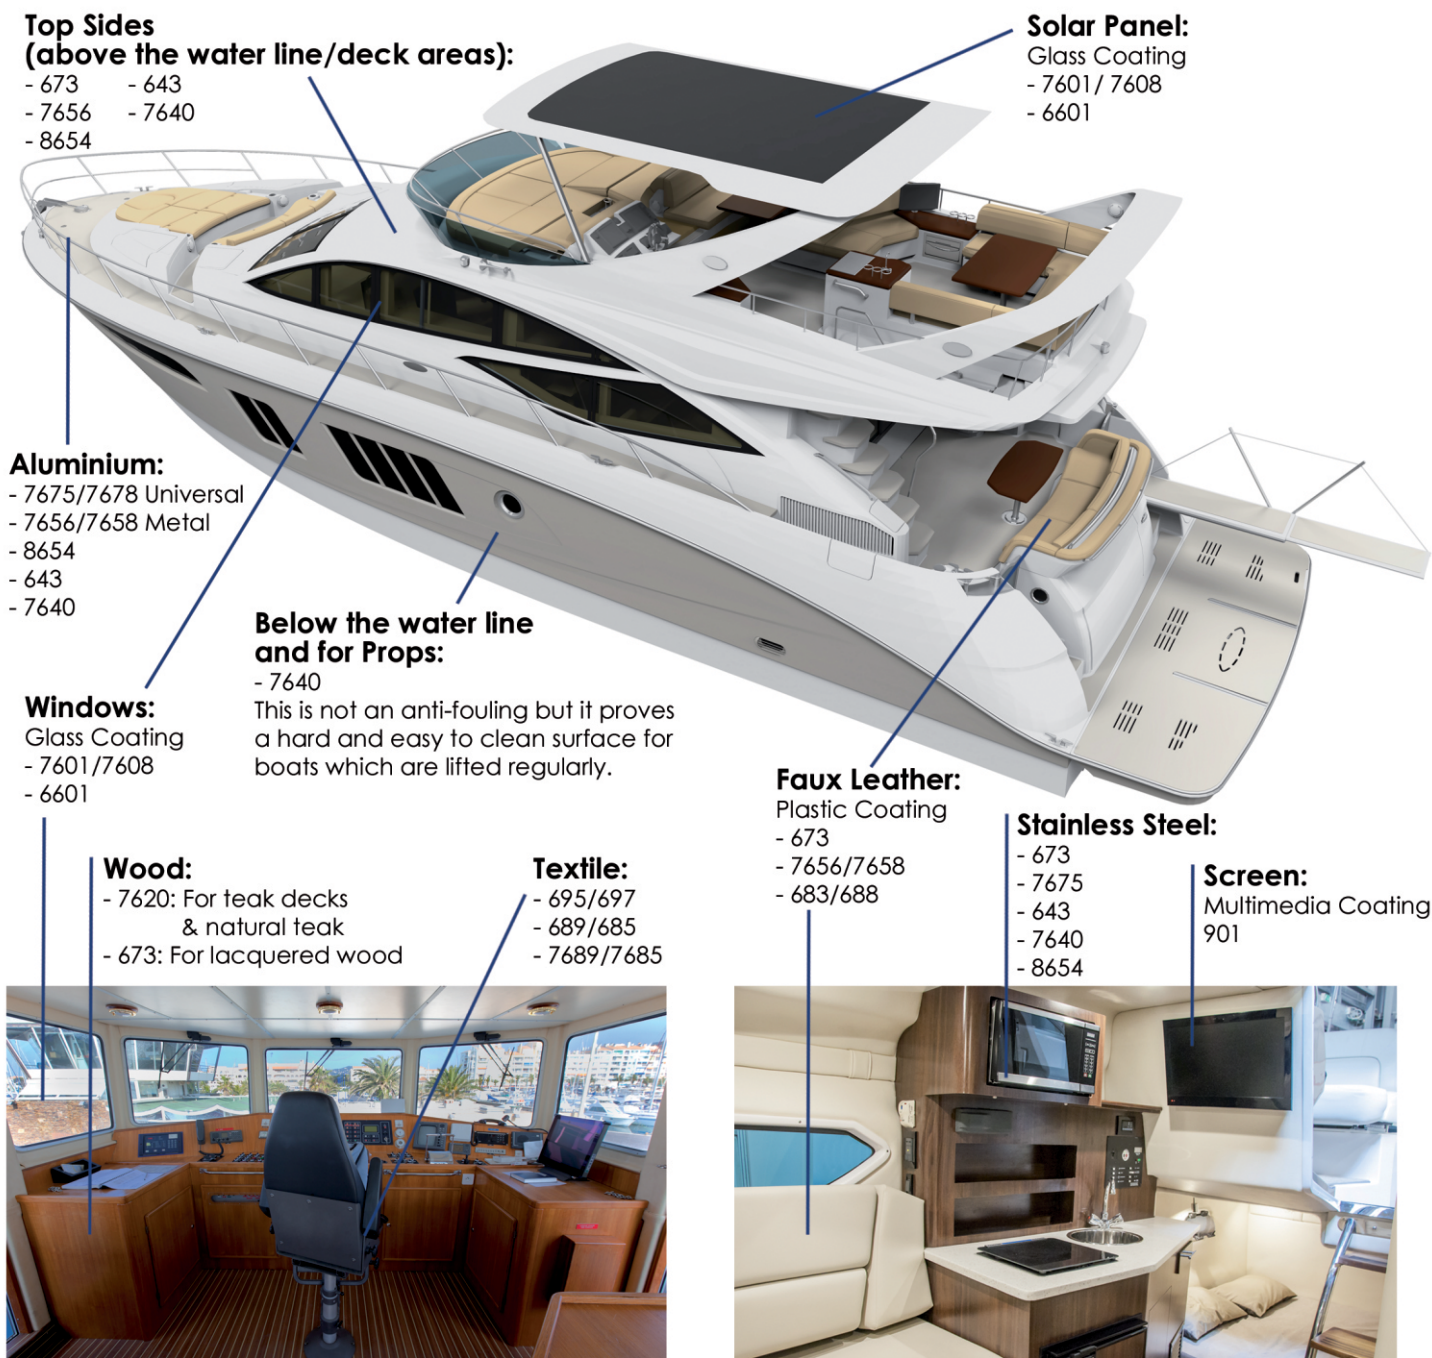 Top Sides
(above the water line/deck areas):
- 673 - 643
- 7656 - 7640
- 8654
Solar Panel:
Glass Coating
- 7601/ 7608
- 6601
Aluminium:
- 7675/7678 Universal
- 7656/7658 Metal
- 8654
- 643
- 7640
Below the water line
and for Props:
- 7640
This is not an anti-fouling but it proves
a hard and easy to clean surface for
boats which are lifted regularly.
Windows:
Glass Coating
- 7601/7608
- 6601
Faux Leather:
Plastic Coating
- 673
- 7656/7658
- 683/688
Stainless Steel:
- 673
- 7675
- 643
- 7640
- 8654
Screen:
Multimedia Coating
901
Wood:
- 7620: For teak decks
& natural teak
- 673: For lacquered wood
Textile:
- 695/697
- 689/685
- 7689/7685